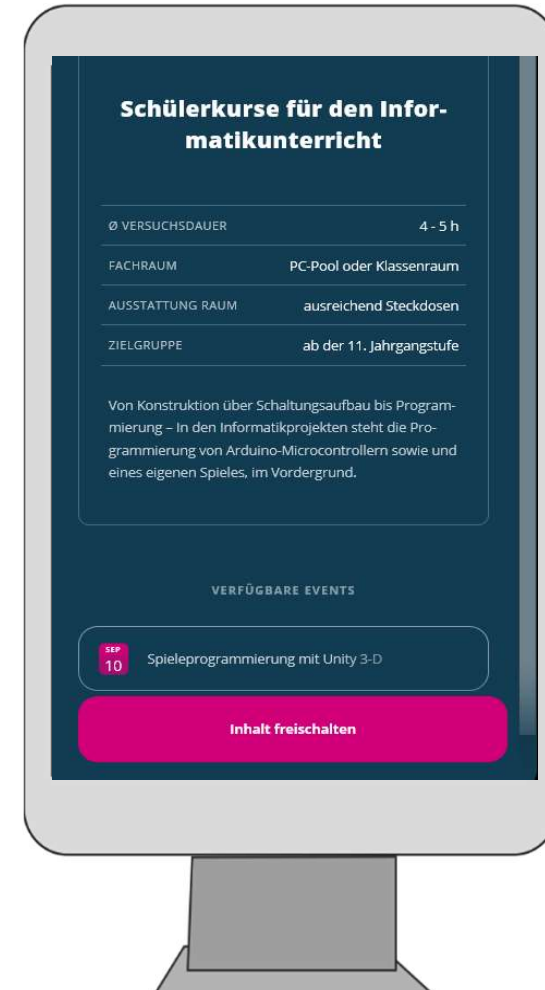 Schülerkurse für den Infor-
matikunterricht
Ø VERSUCHSDAUER 4 - 5 h
FACHRAUM PC-Pool oder Klassenraum
AUSSTATTUNG RAUM ausreichend Steckdosen
ZIELGRUPPE ab der 11. Jahrgangstufe
Von Konstruktion über Schaltungsaufbau bis Program-
mierung – In den Informatikprojekten steht die Pro-
grammierung von Arduino-Microcontrollern sowie und
eines eigenen Spieles, im Vordergrund.
VERFÜGBARE EVENTS
SEP
10 Spieleprogrammierung mit Unity 3-D
Inhalt freischalten